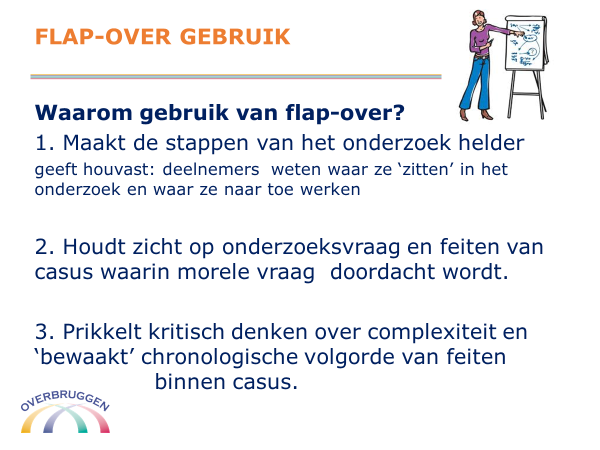 FLAP-OVER GEBRUIK
Waarom gebruik van flap-over?
1. Maakt de stappen van het onderzoek helder
geeft houvast: deelnemers  weten waar ze ‘zitten’ in het
onderzoek en waar ze naar toe werken
2. Houdt zicht op onderzoeksvraag en feiten van
casus waarin morele vraag  doordacht wordt.
3. Prikkelt kritisch denken over complexiteit en
‘bewaakt’ chronologische volgorde van feiten
binnen casus.
OVERBRUGGEN